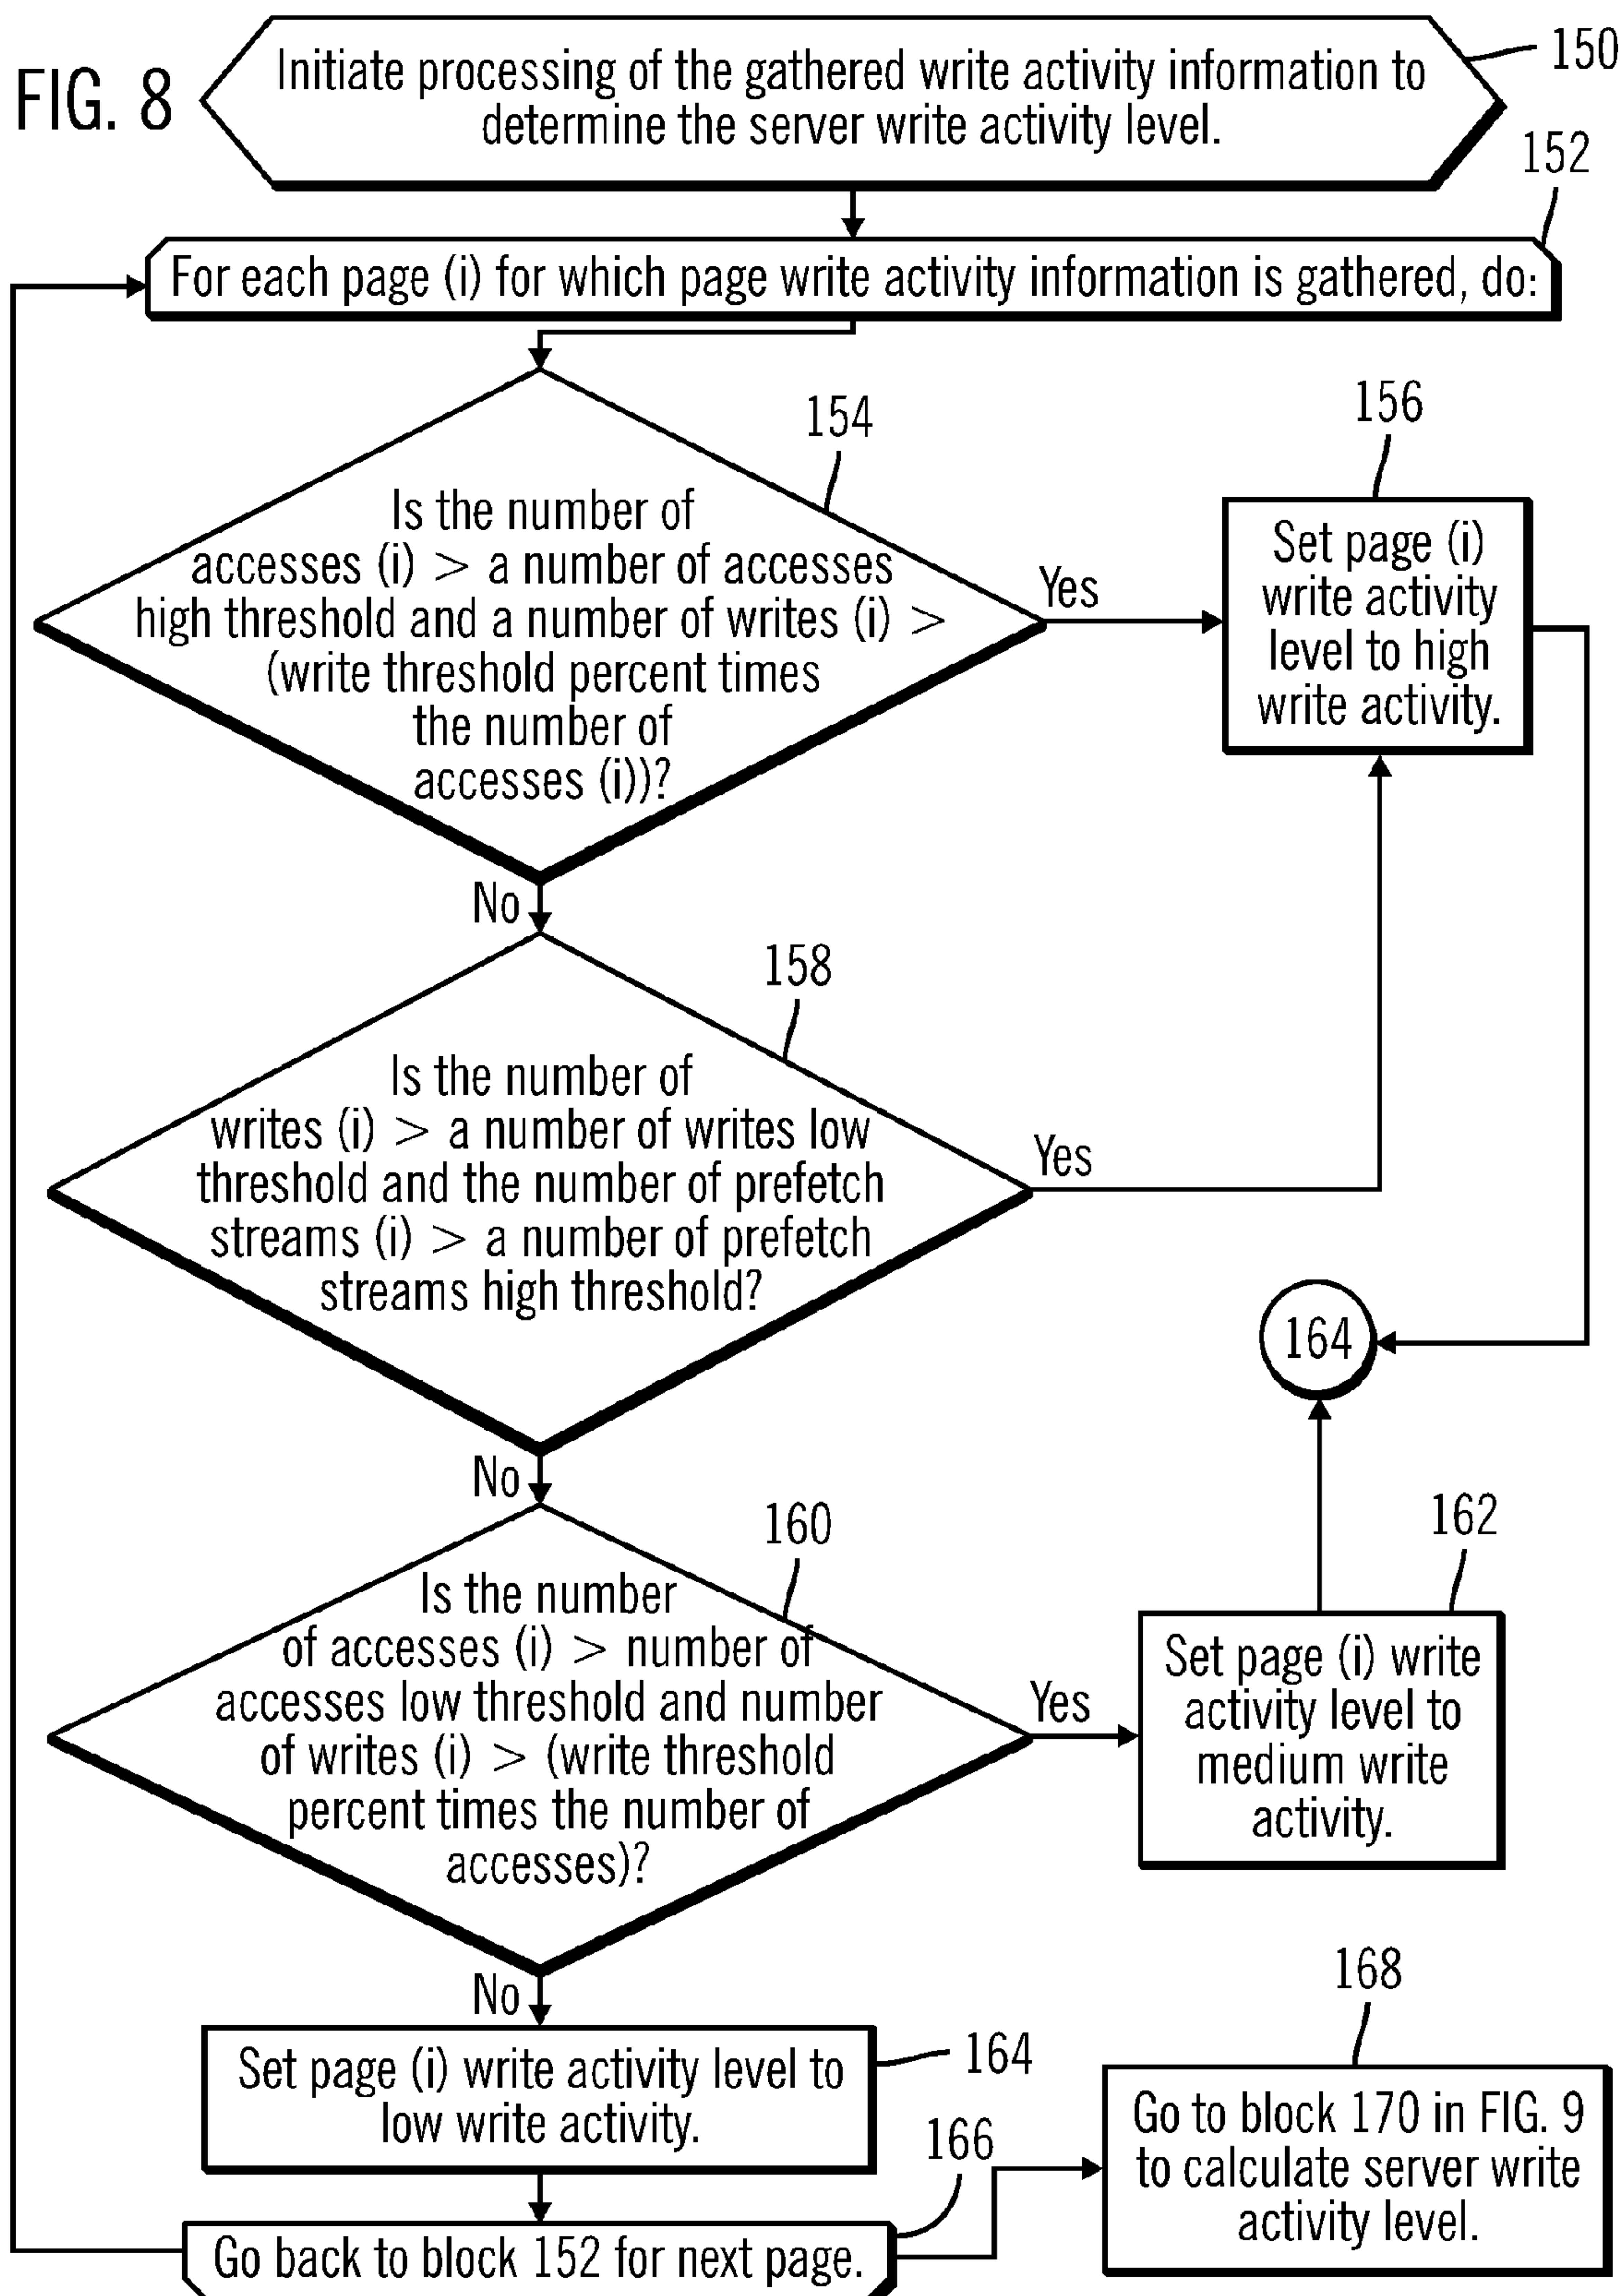 FIG. 8
Initiate processing of the gathered write activity information to
determine the server write activity level.
150
152
For each page (i) for which page write activity information is gathered, do:
154
Is the number of
accesses (i) > a number of accesses
high threshold and a number of writes (i) >
(write threshold percent times
the number of
accesses (i))?
Yes
156
Set page (i)
write activity
level to high
write activity.
No
158
Is the number of
writes (i) > a number of writes low
threshold and the number of prefetch
streams (i) > a number of prefetch
streams high threshold?
Yes
164
No
160
Is the number
of accesses (i) > number of
accesses low threshold and number
of writes (i) > (write threshold
percent times the number of
accesses)?
Yes
162
Set page (i) write
activity level to
medium write
activity.
No
Set page (i) write activity level to
low write activity.
164
166
Go back to block 152 for next page.
168
Go to block 170 in FIG. 9
to calculate server write
activity level.